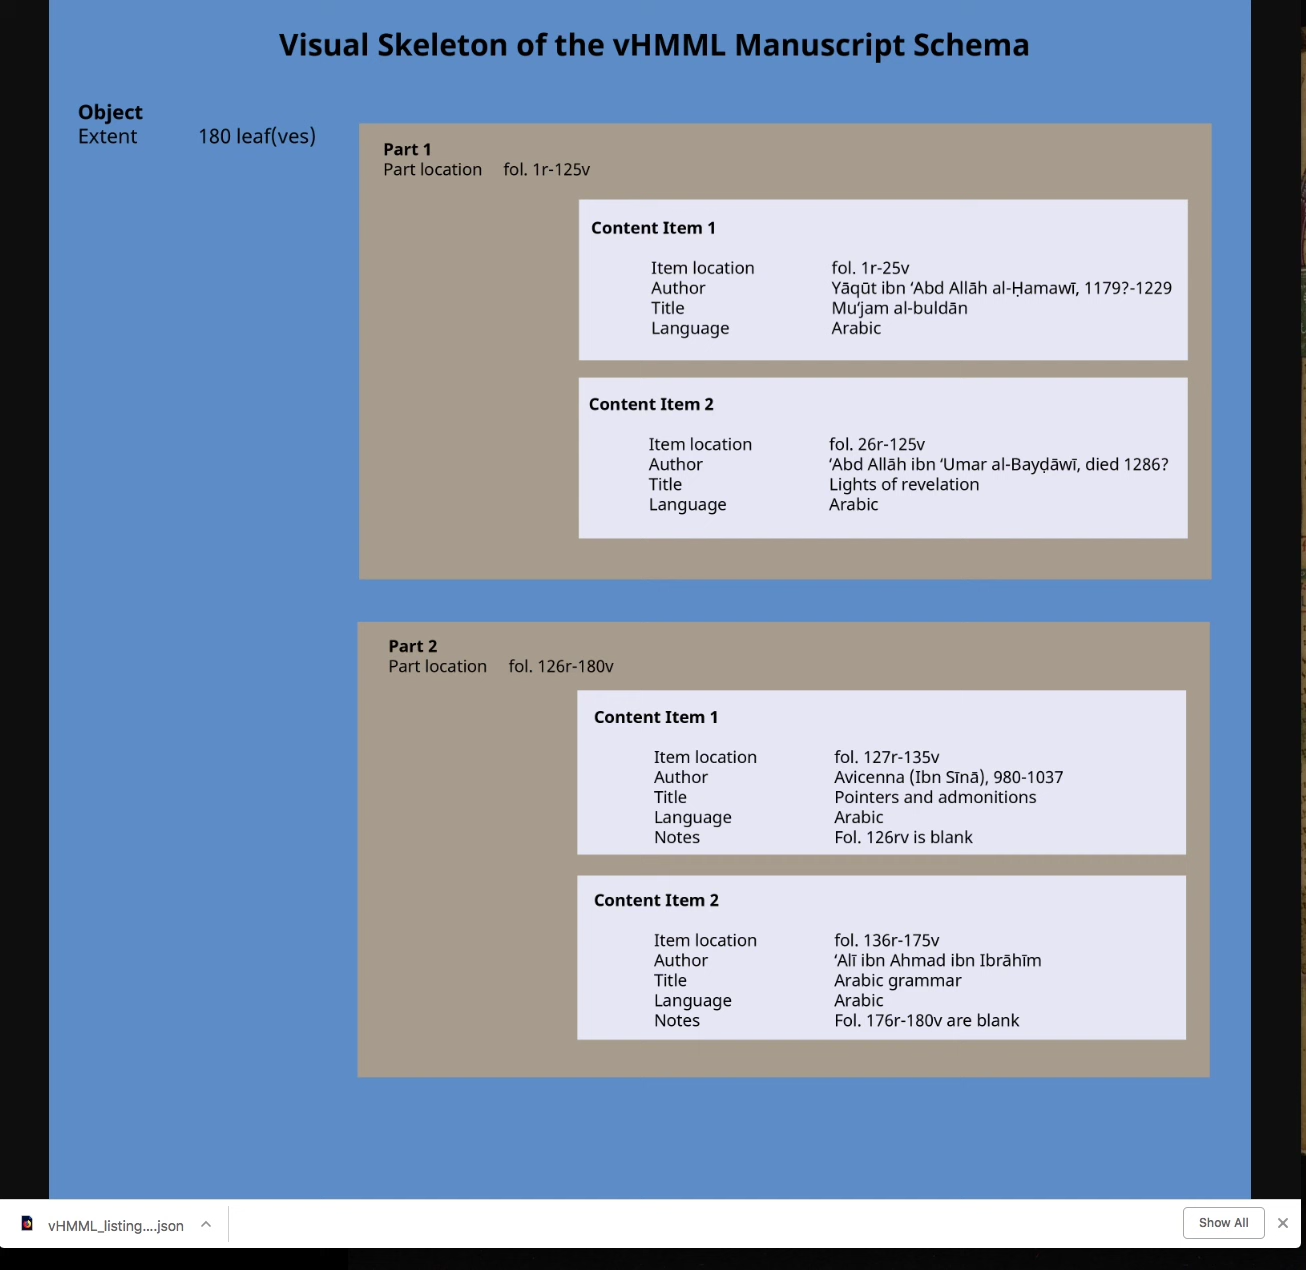 Visual Skeleton of the vHMML Manuscript Schema
Object
Extent 180 leaf(ves)
Part 1
Part location fol. 1r-125v
Content Item 1
Item location fol. 1r-25v
Author Yāqūt ibn ʻAbd Allāh al-Ḥamawī, 1179?-1229
Title Muʻjam al-buldān
Language Arabic
Content Item 2
Item location fol. 26r-125v
Author ʻAbd Allāh ibn ʻUmar al-Bayḍāwī, died 1286?
Title Lights of revelation
Language Arabic
Part 2
Part location fol. 126r-180v
Content Item 1
Item location fol. 127r-135v
Author Avicenna (Ibn Sīnā), 980-1037
Title Pointers and admonitions
Language Arabic
Notes Fol. 126rv is blank
Content Item 2
Item location fol. 136r-175v
Author ʻAlī ibn Ahmad ibn Ibrāhīm
Title Arabic grammar
Language Arabic
Notes Fol. 176r-180v are blank
vHMML_listing....json
Show All